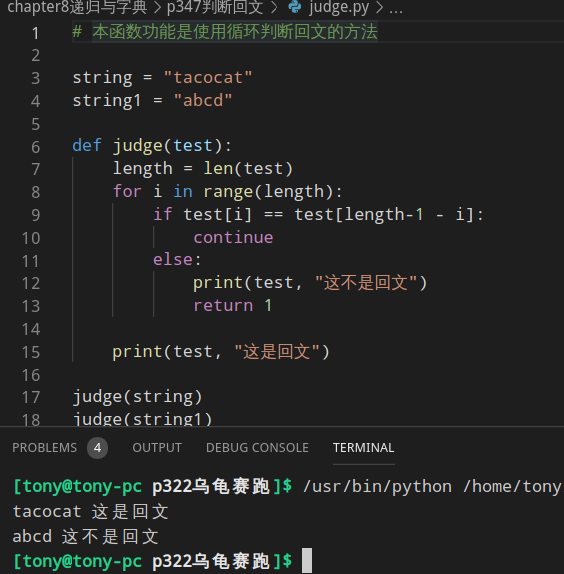 chapter8递归与字典 > p347判断回文 > judge.py > ...
1 # 本函数功能是使用循环判断回文的方法
2
3 string = "tacocat"
4 string1 = "abcd"
5
6 def judge(test):
7     length = len(test)
8     for i in range(length):
9         if test[i] == test[length-1 - i]:
10             continue
11         else:
12             print(test, "这不是回文")
13             return 1
14
15     print(test, "这是回文")
16
17 judge(string)
18 judge(string1)
PROBLEMS 4 OUTPUT DEBUG CONSOLE TERMINAL
[tony@tony-pc p322乌龟赛跑]$ /usr/bin/python /home/tony
tacocat 这是回文
abcd 这不是回文
[tony@tony-pc p322乌龟赛跑]$